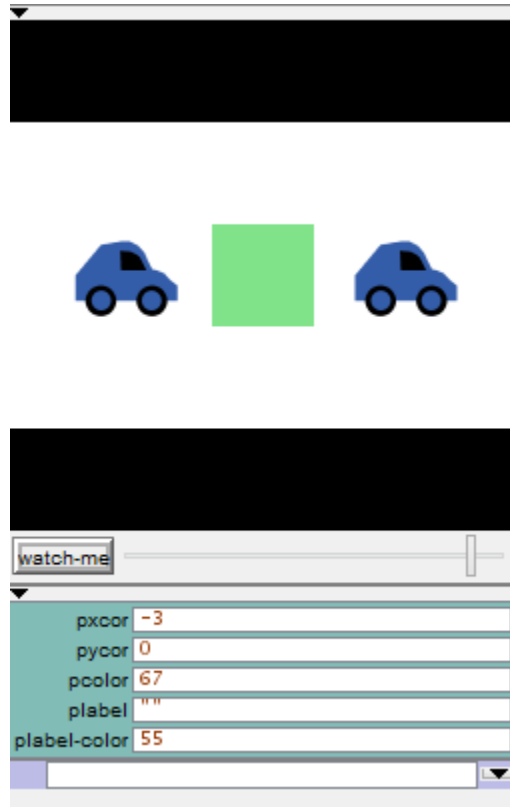 watch-me
pxcor -3
pycor 0
pcolor 67
plabel ""
plabel-color 55